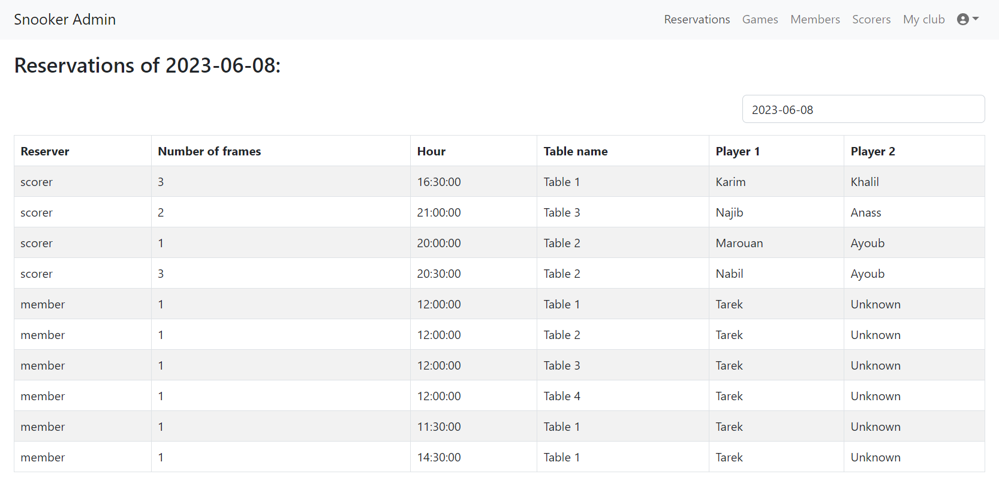 Snooker Admin Reservations Games Members Scorers My club
Reservations of 2023-06-08:
2023-06-08
Reserver Number of frames Hour Table name Player 1 Player 2
scorer 3 16:30:00 Table 1 Karim Khalil
scorer 2 21:00:00 Table 3 Najib Anass
scorer 1 20:00:00 Table 2 Marouan Ayoub
scorer 3 20:30:00 Table 2 Nabil Ayoub
member 1 12:00:00 Table 1 Tarek Unknown
member 1 12:00:00 Table 2 Tarek Unknown
member 1 12:00:00 Table 3 Tarek Unknown
member 1 12:00:00 Table 4 Tarek Unknown
member 1 11:30:00 Table 1 Tarek Unknown
member 1 14:30:00 Table 1 Tarek Unknown